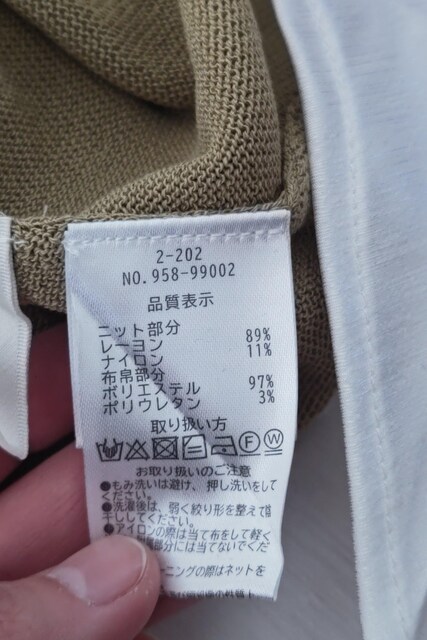 2-202
NO.958-99002
品質表示
ニット部分
レーヨン 89%
ナイロン 11%
布帛部分
ポリエステル 97%
ポリウレタン 3%
取り扱い方
お取り扱いのご注意
●もみ洗いは避け、押し洗いをして
ください。
●洗濯後は、弱く絞り形を整えて
干ししてください。
●アイロンの際は当て布をして軽く
部分には当てないでくだ
ーニングの際はネットを